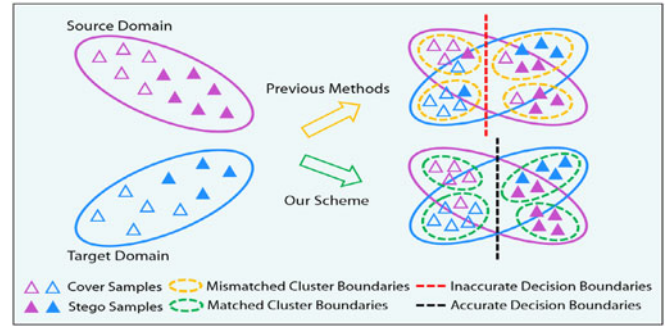 Source Domain
Previous Methods
Our Scheme
Target Domain
Cover Samples Mismatched Cluster Boundaries Inaccurate Decision Boundaries
Stego Samples Matched Cluster Boundaries Accurate Decision Boundaries